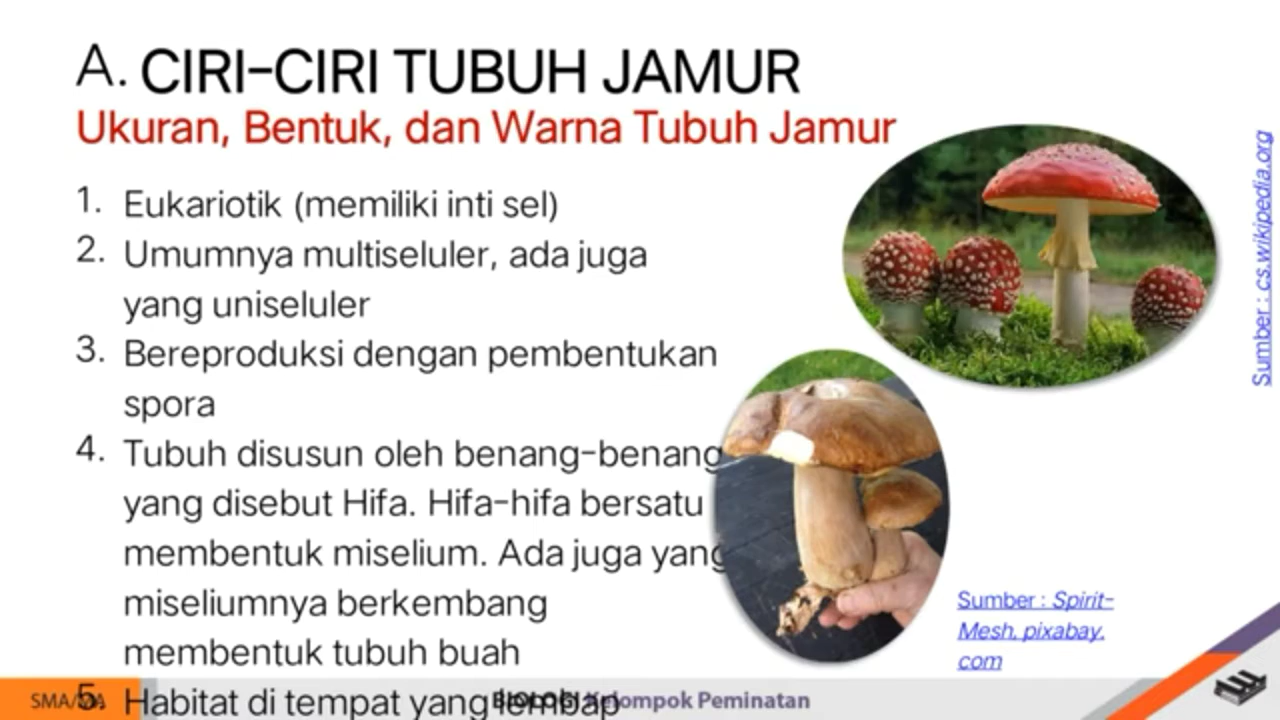 A. CIRI-CIRI TUBUH JAMUR
Ukuran, Bentuk, dan Warna Tubuh Jamur
1. Eukariotik (memiliki inti sel)
2. Umumnya multiseluler, ada juga
yang uniseluler
3. Bereproduksi dengan pembentukan
spora
4. Tubuh disusun oleh benang-benang
yang disebut Hifa. Hifa-hifa bersatu
membentuk miselium. Ada juga yang
miseliumnya berkembang
membentuk tubuh buah
5. Habitat di tempat yang lembap
Sumber : cs.wikipedia.org
Sumber : Spirit-
Mesh, pixabay.
com
SMA/MA
BIOLOGI Kelompok Peminatan